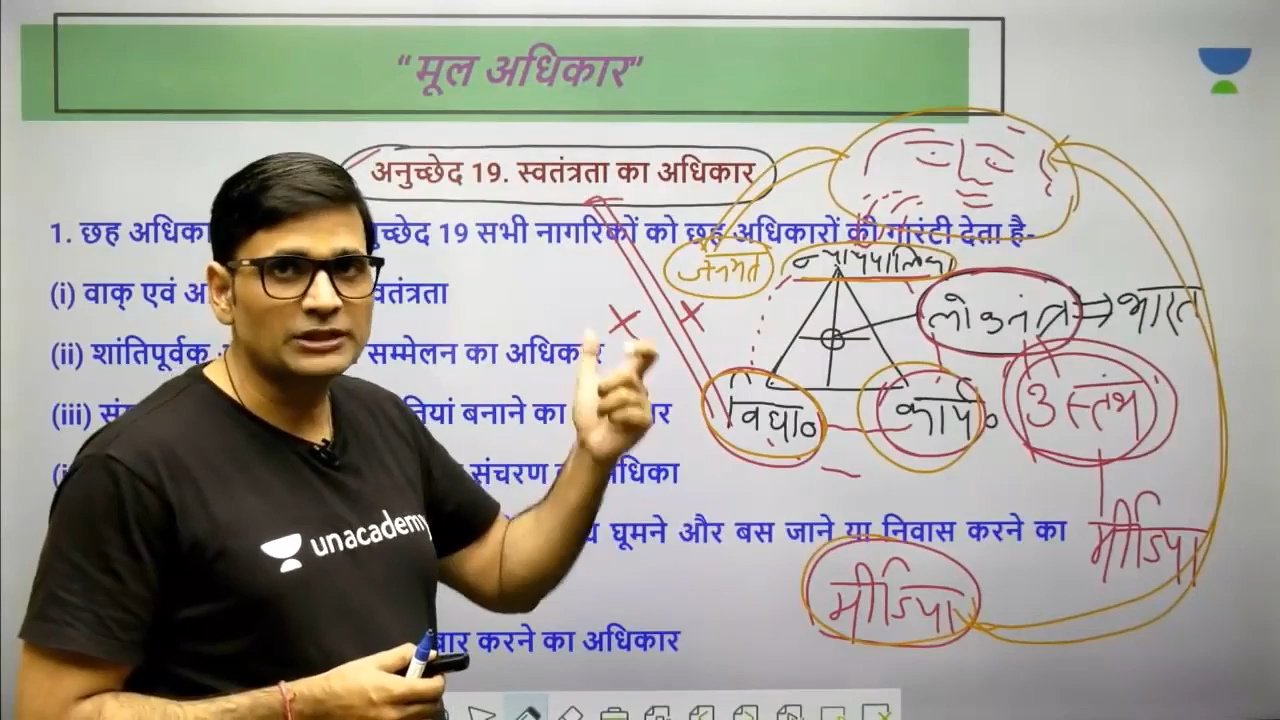 “मूल अधिकार”
अनुच्छेद 19. स्वतंत्रता का अधिकार
1. छह अधिका
नुच्छेद 19 सभी नागरिकों को छह अधिकारों की गारंटी देता है-
जनमत
न्यायपालिका
(i) वाक् एवं अ
वतंत्रता
लोकतंत्र → भारत
(ii) शांतिपूर्वक
सम्मेलन का अधिकार
(iii) सं
नियां बनाने का
ार
विधा०
कार्य०
3 स्तंभ
संचरण
अधिका
घूमने और बस जाने या निवास करने का
मीडिया
मीडिया
बार करने का अधिकार
unacademy